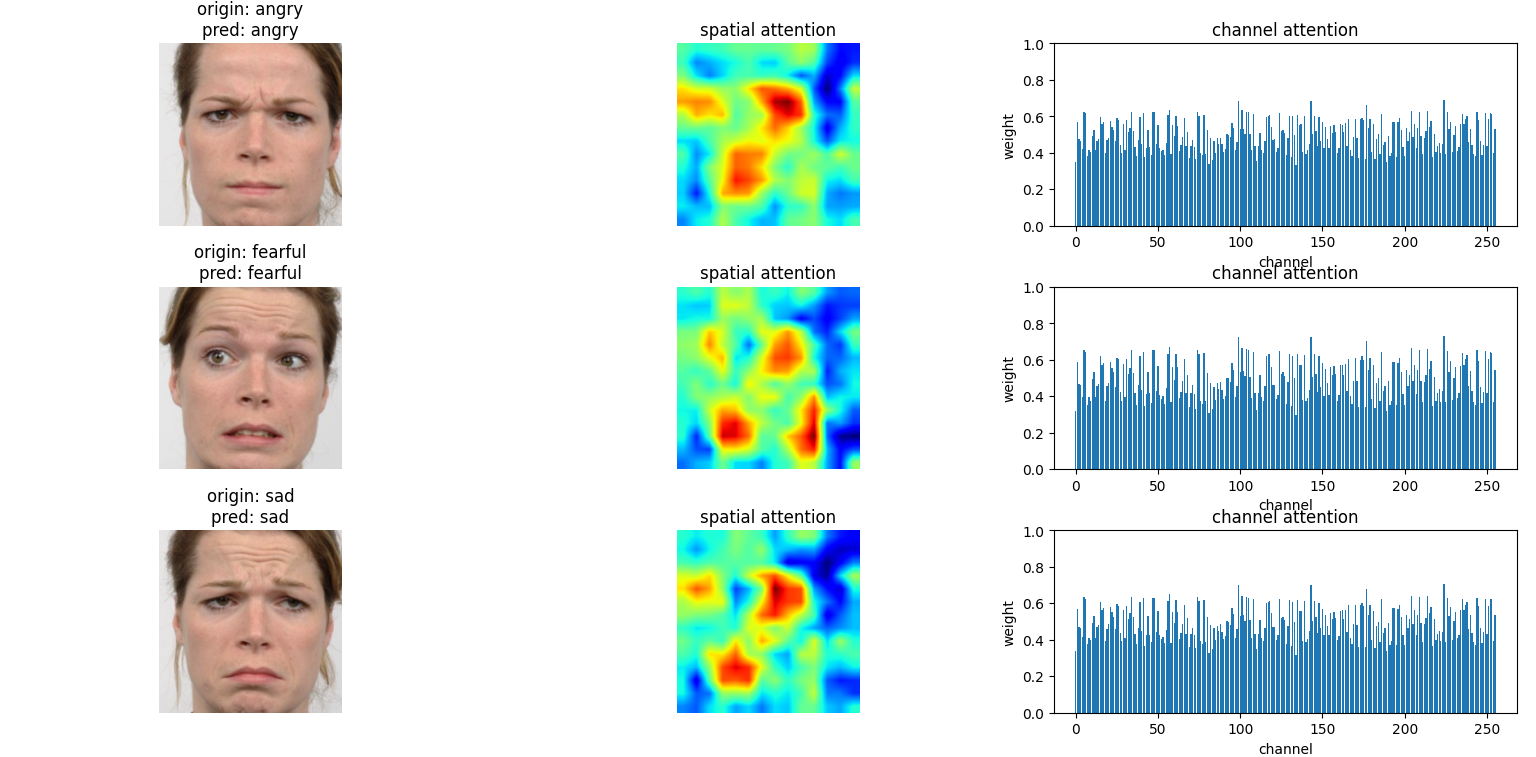 origin: angry
pred: angry
spatial attention
channel attention
1.0
0.8
0.6
0.4
0.2
0.0
weight
0 50 100 150 200 250
channel
origin: fearful
pred: fearful
spatial attention
channel attention
1.0
0.8
0.6
0.4
0.2
0.0
weight
0 50 100 150 200 250
channel
origin: sad
pred: sad
spatial attention
channel attention
1.0
0.8
0.6
0.4
0.2
0.0
weight
0 50 100 150 200 250
channel